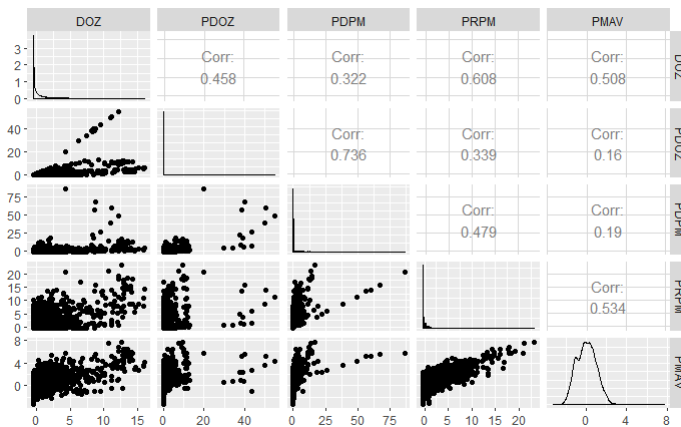 DOZ PDOZ PDPM PRPM PMAV
3
2
1
0
Corr:
0.458
Corr:
0.322
Corr:
0.608
Corr:
0.508
DOZ
40
20
0
Corr:
0.736
Corr:
0.339
Corr:
0.16
PDOZ
75
50
25
0
Corr:
0.479
Corr:
0.19
PDPM
20
15
10
5
0
Corr:
0.534
PRPM
8
4
0
PMAV
0 5 10 15 0 20 40 0 25 50 75 0 5 10 15 20 0 4 8